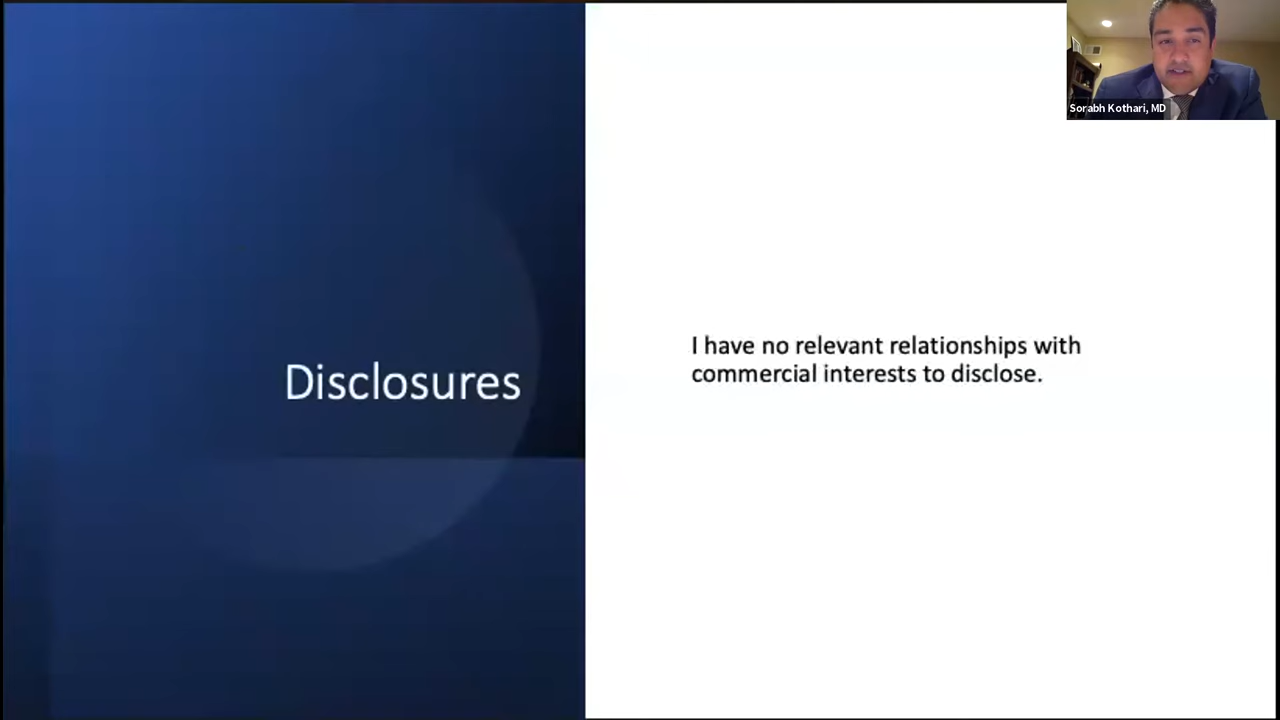 Sorabh Kothari, MD
Disclosures
I have no relevant relationships with
commercial interests to disclose.